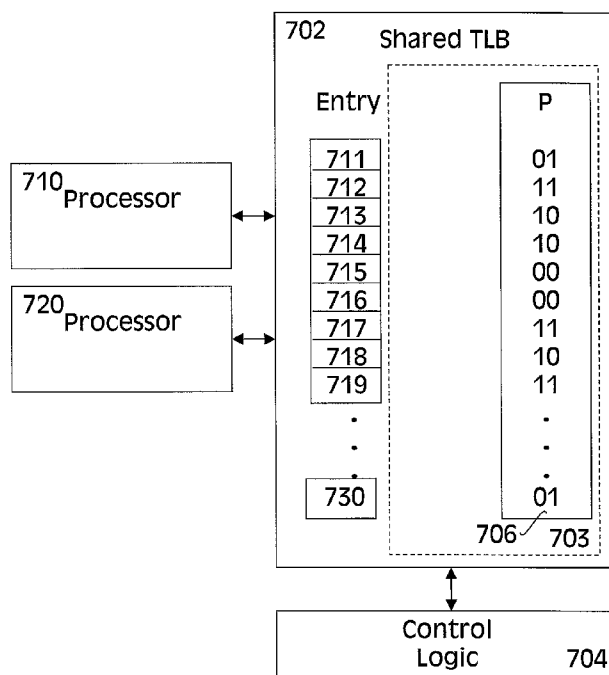 702 Shared TLB
Entry P
711 01
712 11
713 10
714 10
715 00
716 00
717 11
718 10
719 11
730 01
706 703
710 Processor
720 Processor
Control
Logic 704